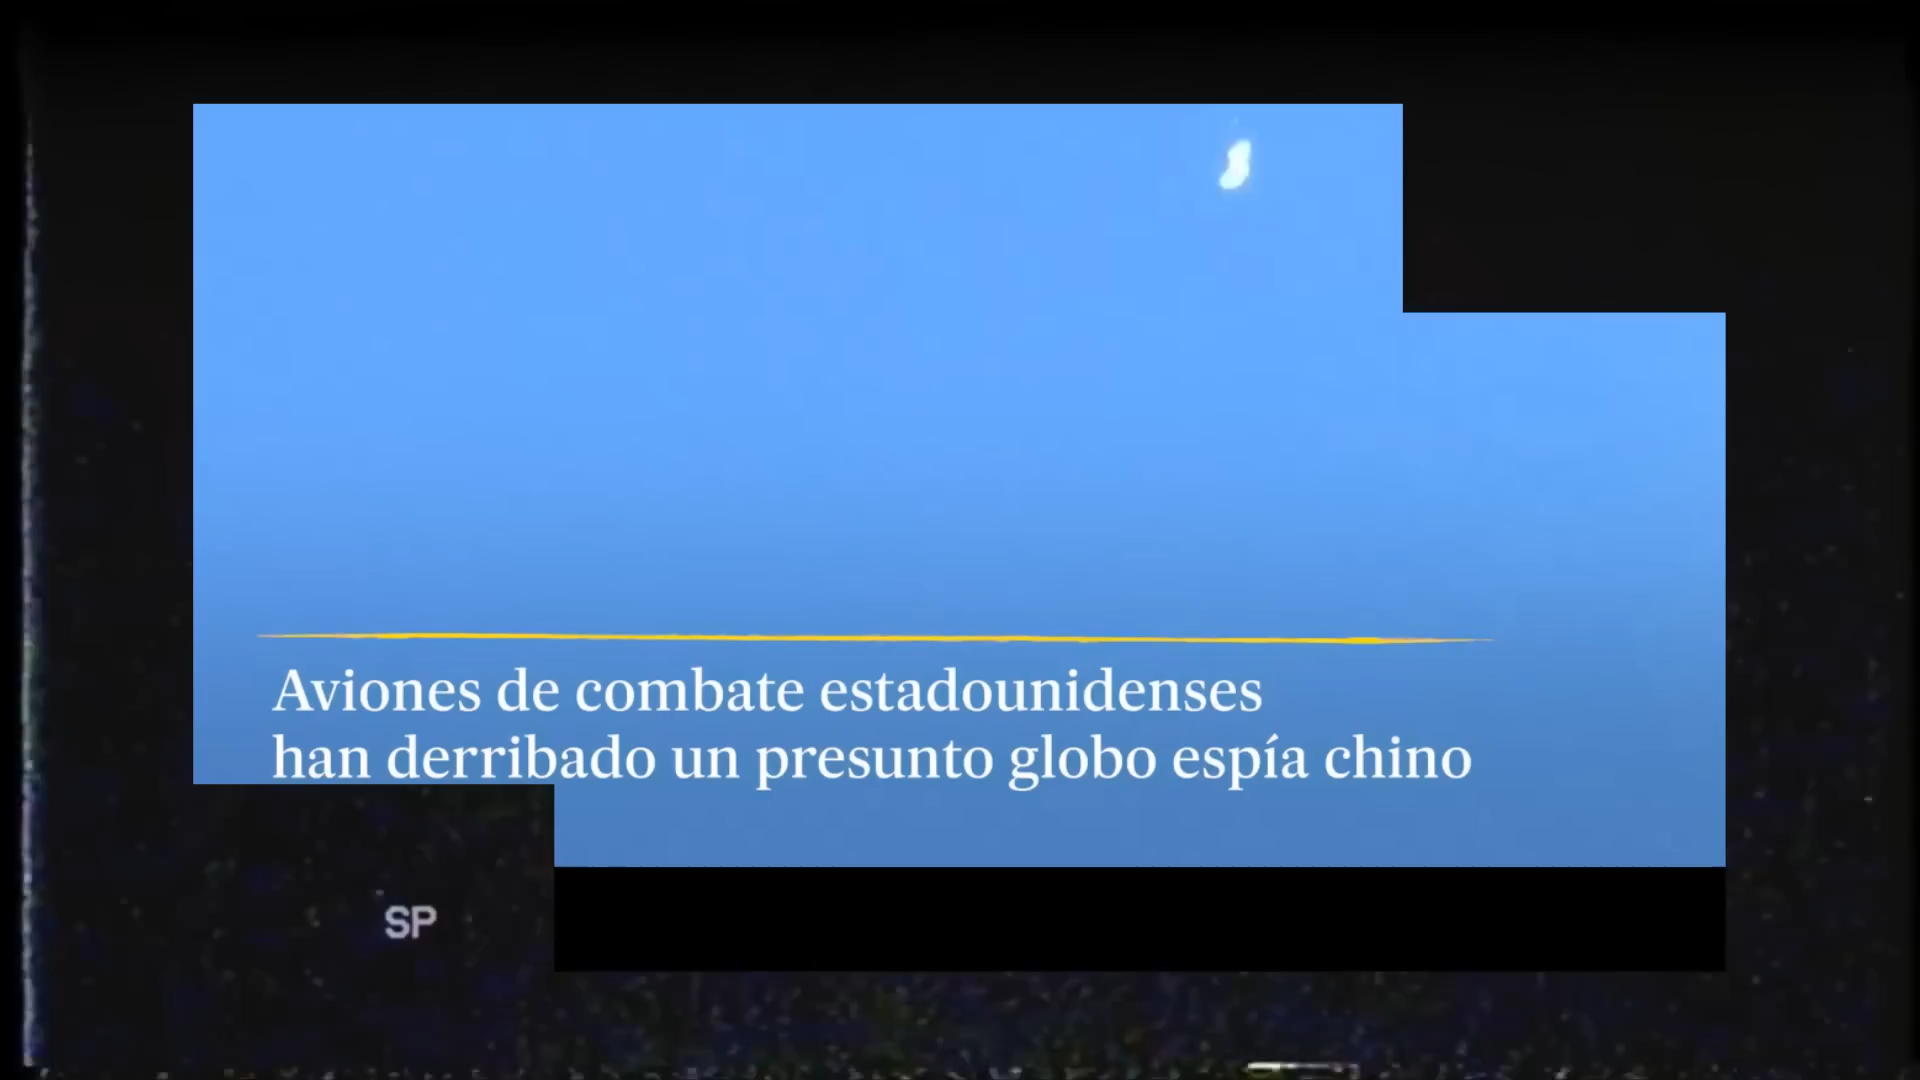 Aviones de combate estadounidenses
han derribado un presunto globo espía chino
SP